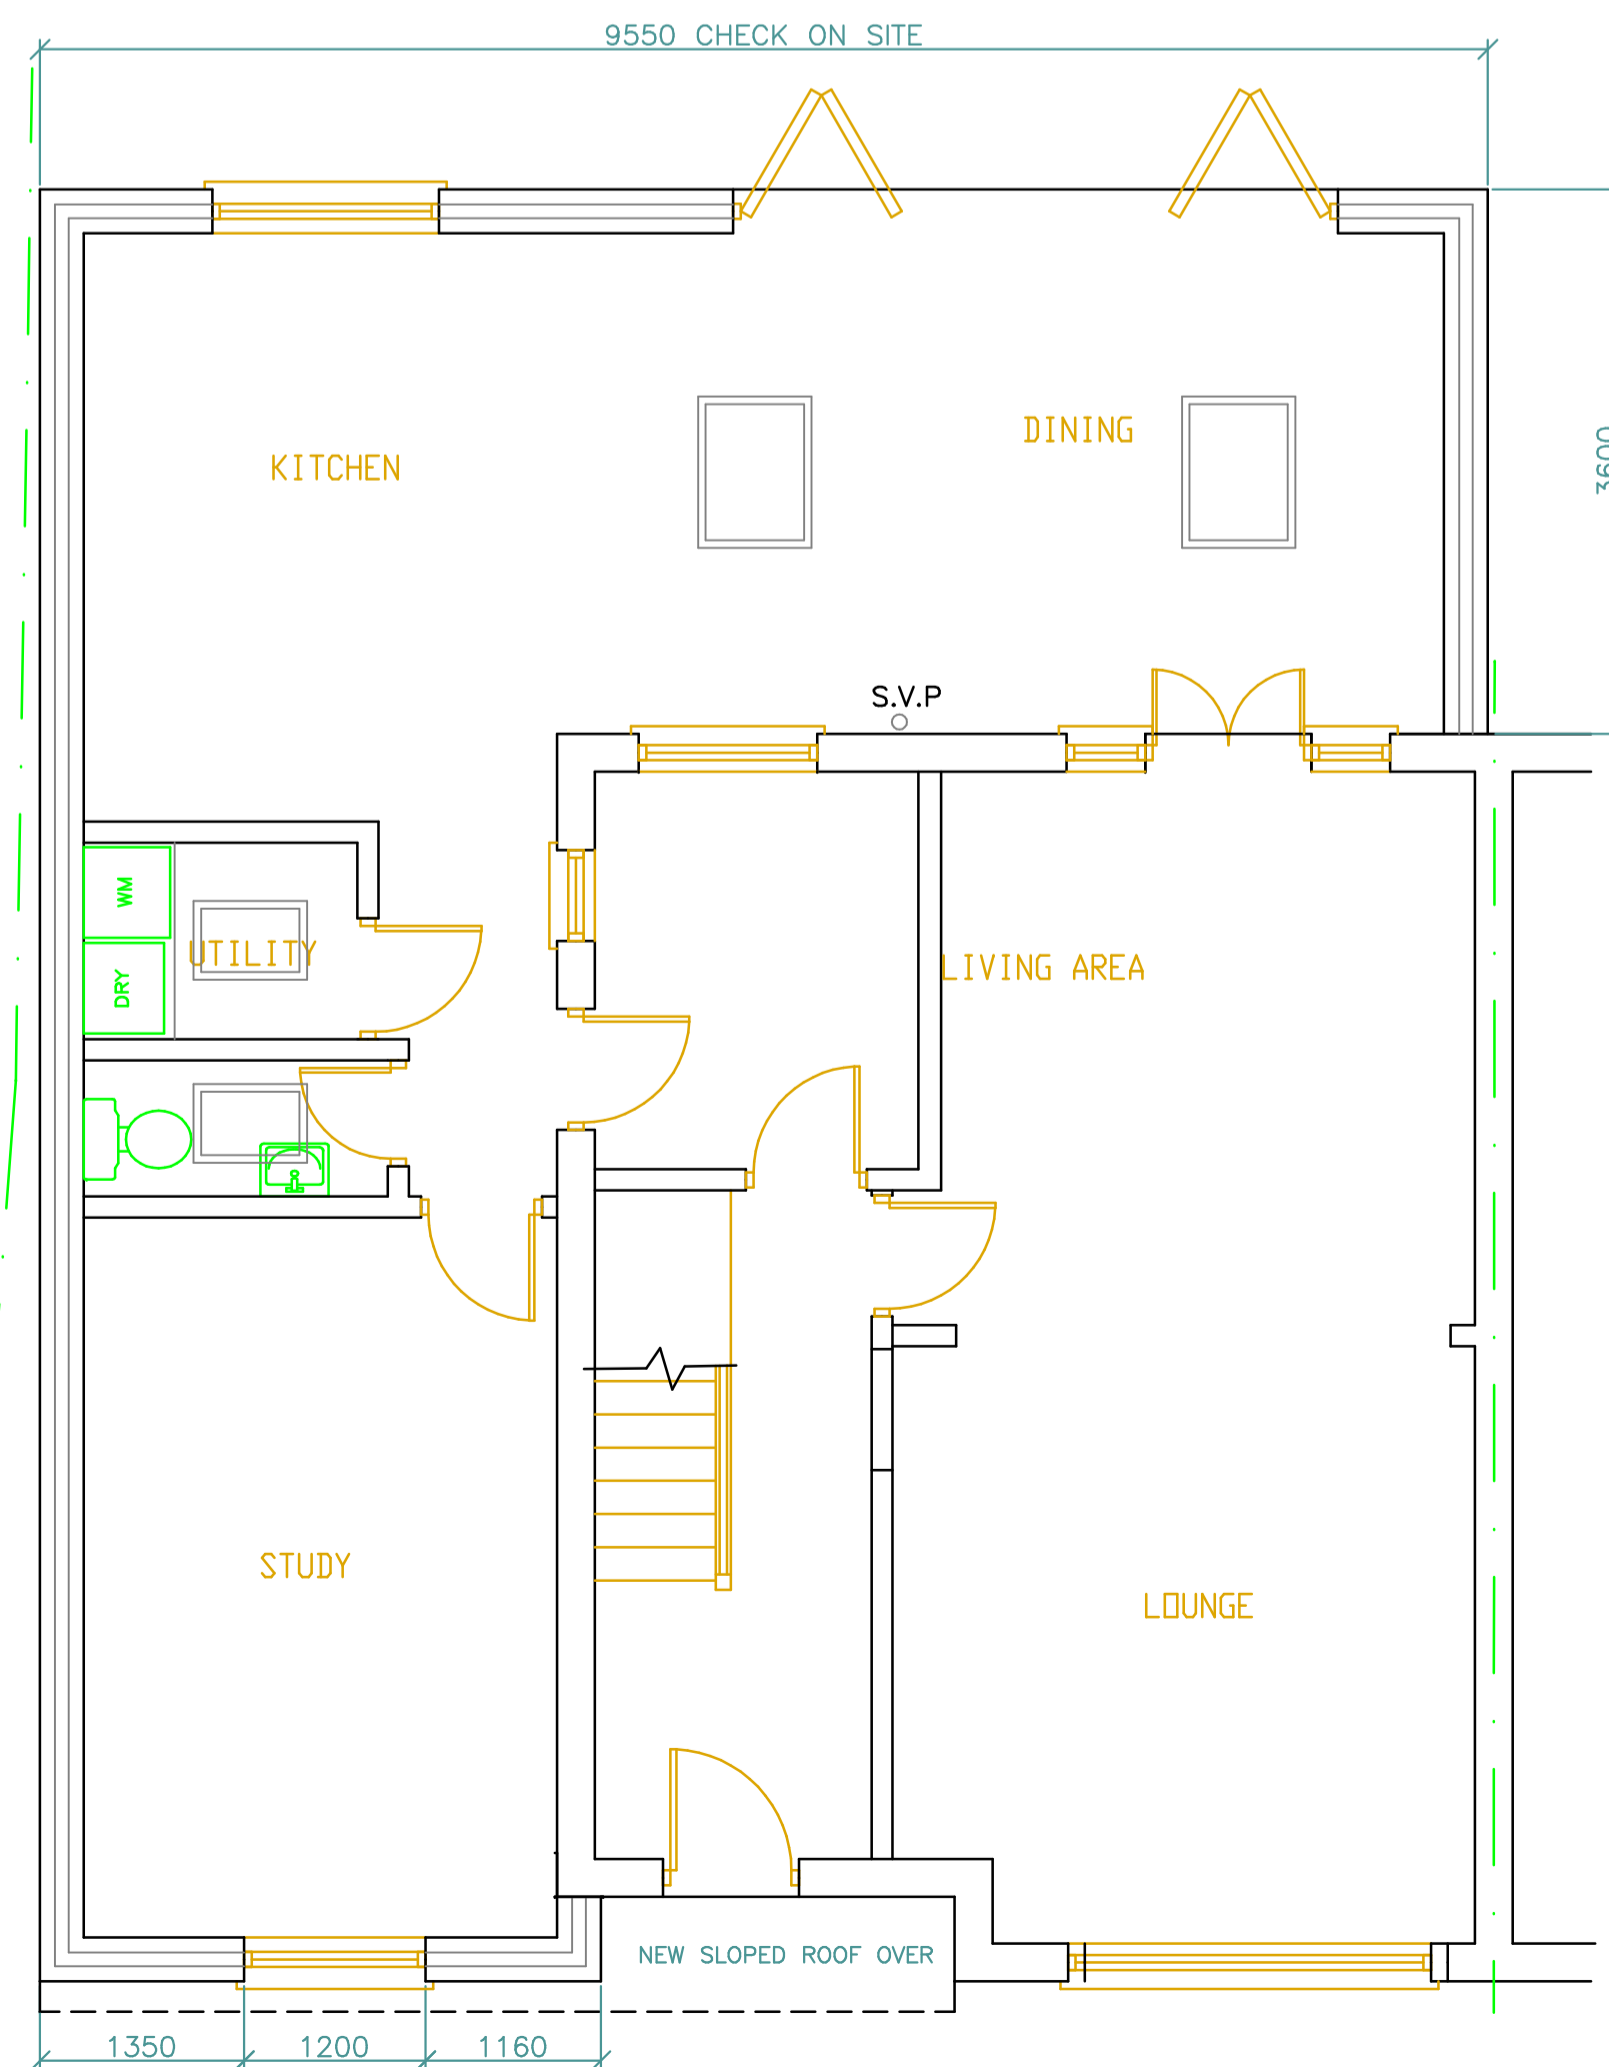 9550 CHECK ON SITE
DINING
KITCHEN
3600
S.V.P
WM
UTILITY
DRY
LIVING AREA
STUDY
LOUNGE
NEW SLOPED ROOF OVER
1350
1200
1160